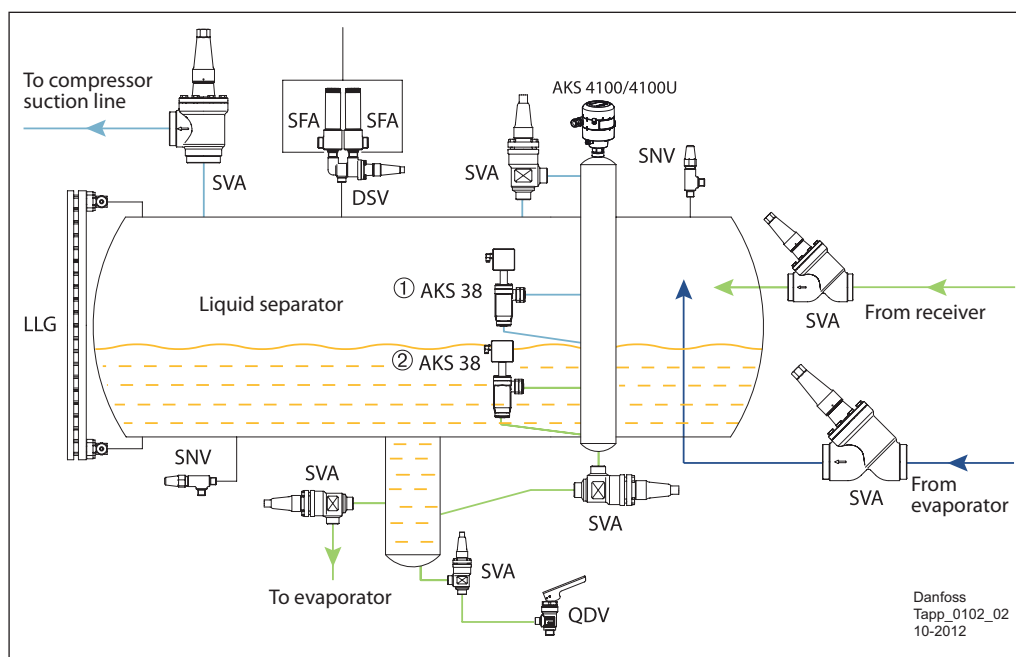 To compressor
suction line
SVA
SFA
SFA
DSV
SVA
AKS 4100/4100U
SNV
LLG
Liquid separator
① AKS 38
② AKS 38
SVA
From receiver
SNV
SVA
SVA
SVA
From
evaporator
To evaporator
SVA
QDV
Danfoss
Tapp_0102_02
10-2012